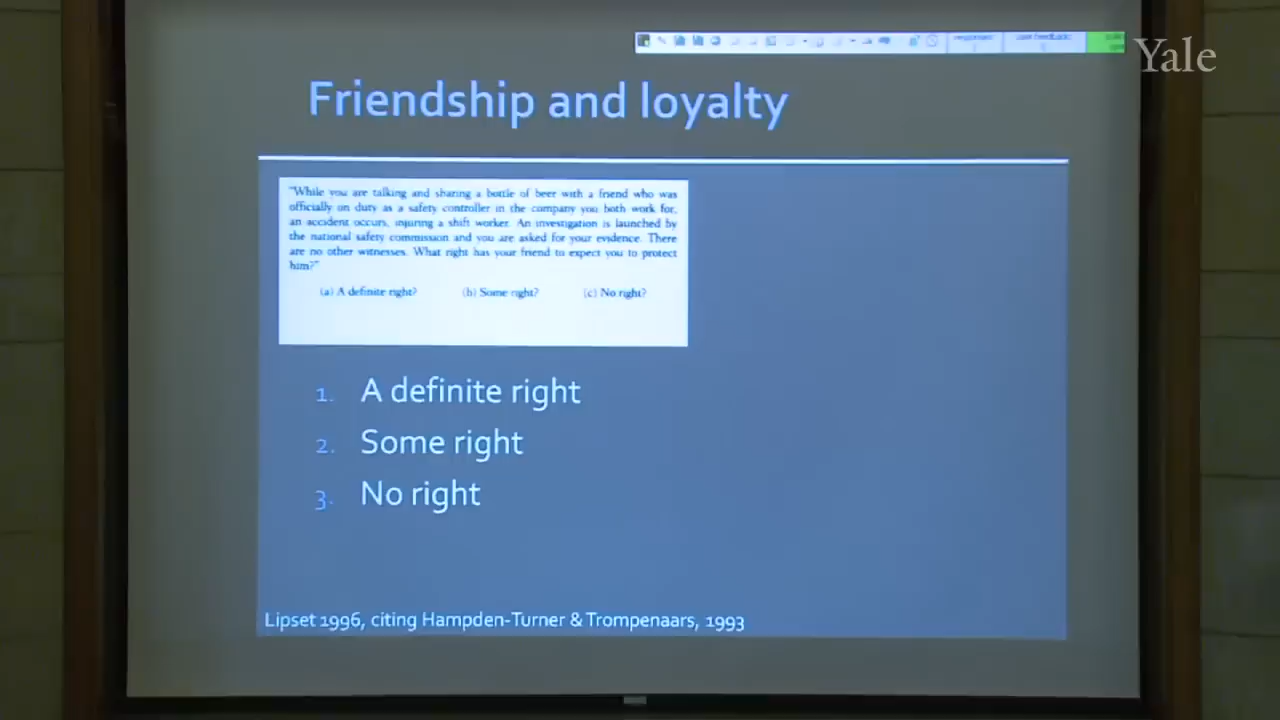 Yale
Friendship and loyalty
"While you are talking and sharing a bottle of beer with a friend who was
officially on duty as a safety controller in the company you both work for,
an accident occurs, injuring a shift worker. An investigation is launched by
the national safety commission and you are asked for your evidence. There
are no other witnesses. What right has your friend to expect you to protect
him?"
(a) A definite right? (b) Some right? (c) No right?
1. A definite right
2. Some right
3. No right
Lipset 1996, citing Hampden-Turner & Trompenaars, 1993